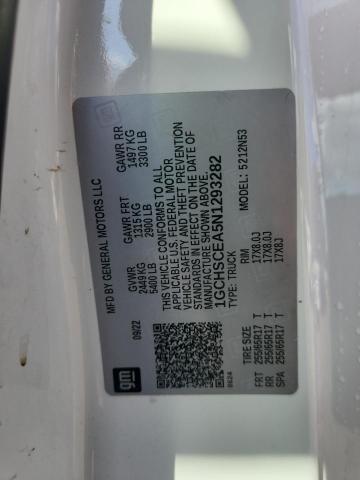 MFD BY GENERAL MOTORS LLC
09/22
GVWR
2449 KG
5400 LB
GAWR FRT
1315 KG
2900 LB
GAWR RR
1497 KG
3300 LB
THIS VEHICLE CONFORMS TO ALL
APPLICABLE U.S. FEDERAL MOTOR
VEHICLE SAFETY AND THEFT PREVENTION
STANDARDS IN EFFECT ON THE DATE OF
MANUFACTURE SHOWN ABOVE.
1GCHSCEA5N1293282
TYPE: TRUCK MODEL: 5212N53
gm
8624
TIRE SIZE RIM
FRT 255/65R17 T 17X8.0J
RR 255/65R17 T 17X8.0J
SPA 255/65R17 T 17X8J